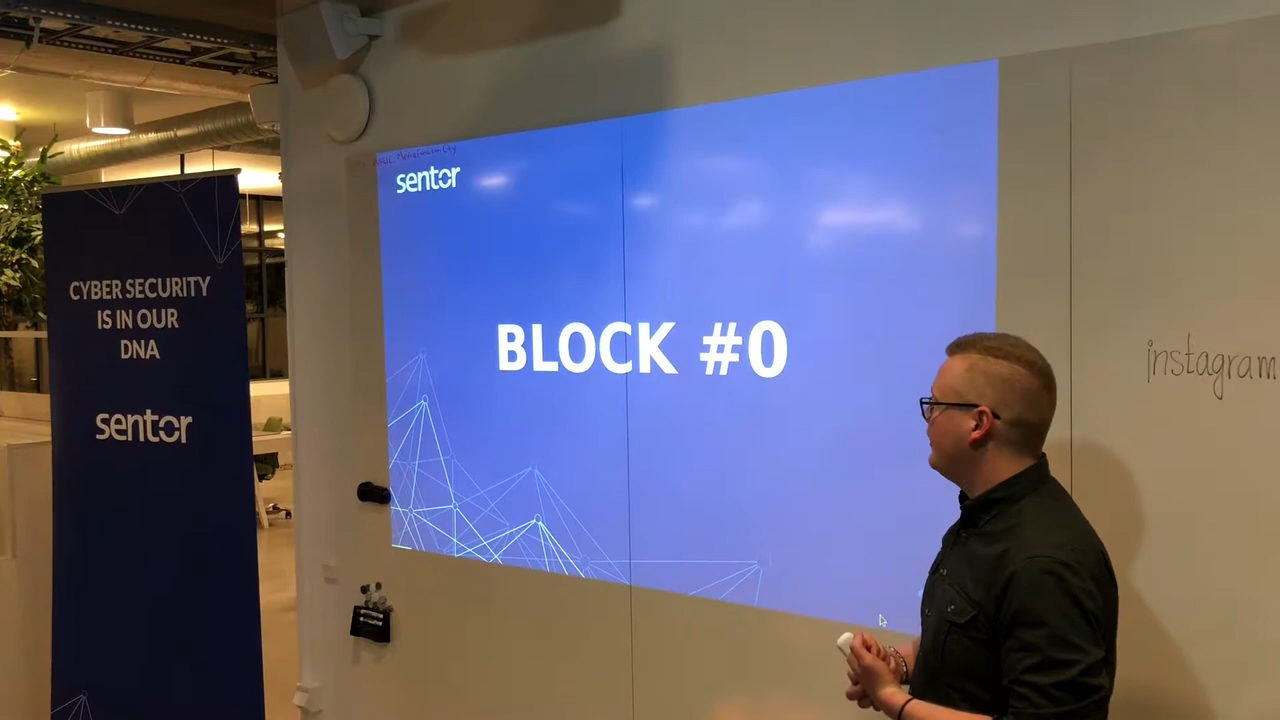 CYBER SECURITY
IS IN OUR
DNA
sentor
sentor
BLOCK #0
instagram